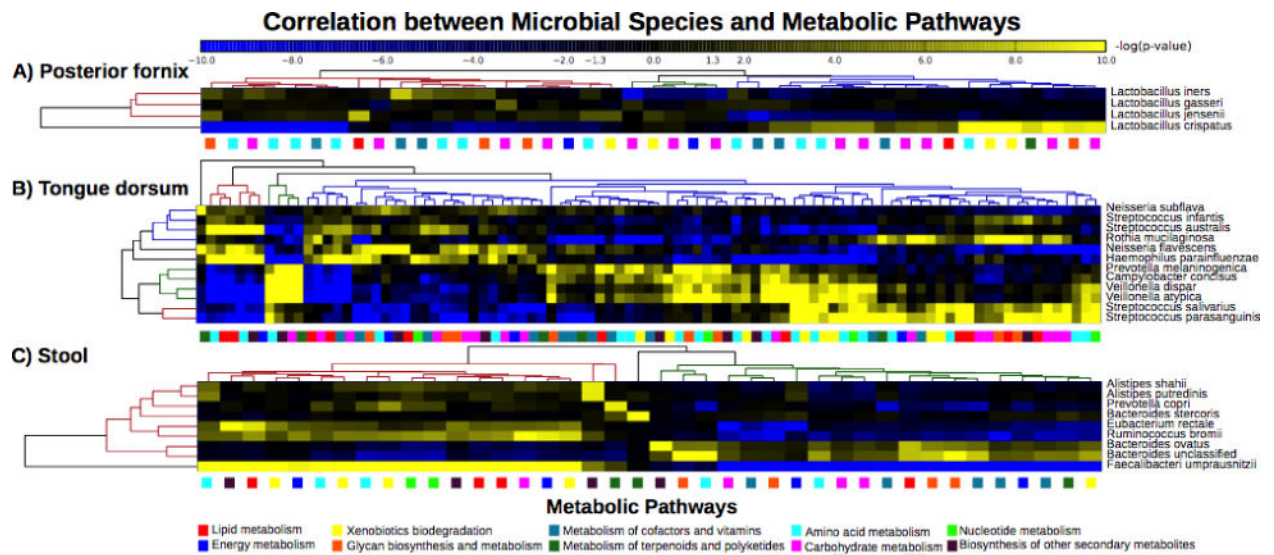 Correlation between Microbial Species and Metabolic Pathways
-log(p-value)
-10.0 -8.0 -6.0 -4.0 -2.0 -1.3 0.0 1.3 2.0 4.0 6.0 8.0 10.0
A) Posterior fornix
Lactobacillus iners
Lactobacillus gasseri
Lactobacillus jensenii
Lactobacillus crispatus
B) Tongue dorsum
Neisseria subflava
Streptococcus infantis
Streptococcus australis
Rothia mucilaginosa
Neisseria flavescens
Haemophilus parainfluenzae
Prevotella melaninogenica
Campylobacter concisus
Veillonella dispar
Veillonella atypica
Streptococcus salivarius
Streptococcus parasanguinis
C) Stool
Alistipes shahii
Alistipes putredinis
Prevotella copri
Bacteroides stercoris
Eubacterium rectale
Ruminococcus bromii
Bacteroides ovatus
Bacteroides unclassified
Faecalibacteri umprausnitzii
Metabolic Pathways
Lipid metabolism Xenobiotics biodegradation Metabolism of cofactors and vitamins Amino acid metabolism Nucleotide metabolism
Energy metabolism Glycan biosynthesis and metabolism Metabolism of terpenoids and polyketides Carbohydrate metabolism Biosynthesis of other secondary metabolites